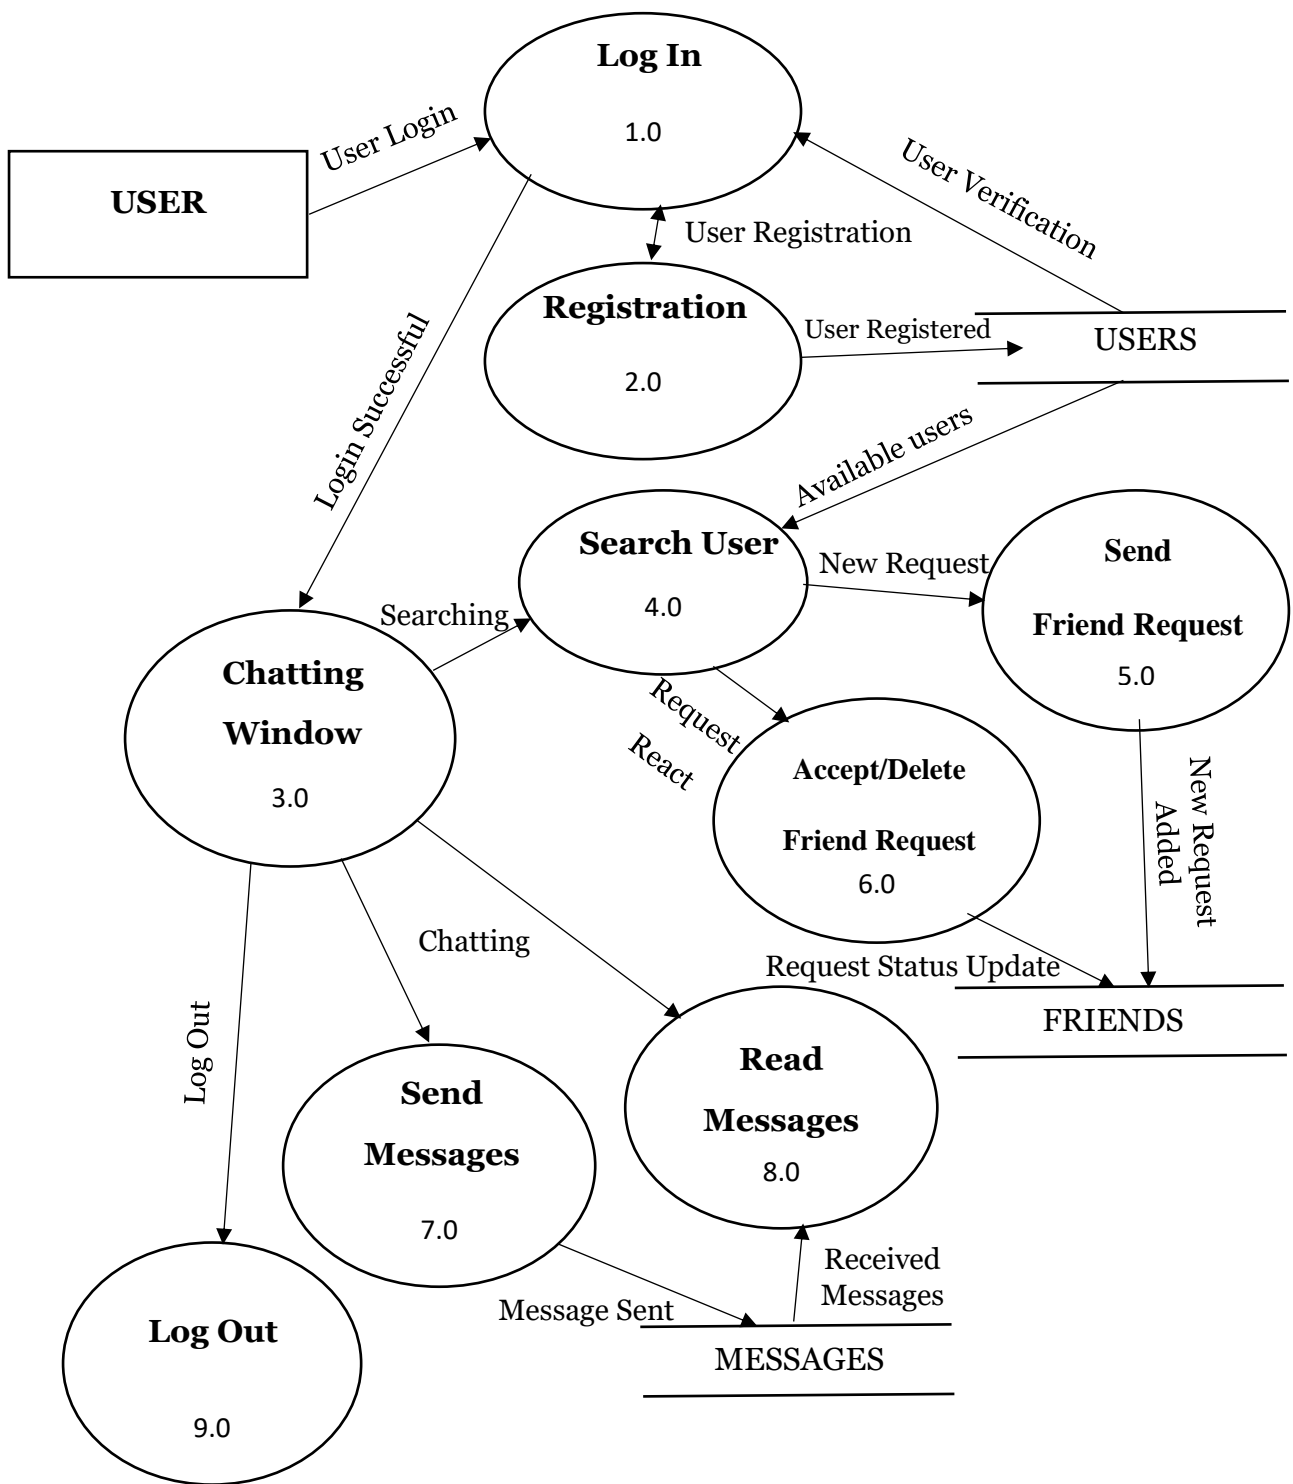 Log In
1.0
User Login
User Verification
USER
User Registration
Registration
2.0
User Registered
USERS
Login Successful
Available users
Search User
4.0
New Request
Send
Friend Request
5.0
Searching
Chatting
Window
3.0
Request
React
Accept/Delete
Friend Request
6.0
New Request
Added
Chatting
Request Status Update
FRIENDS
Log Out
Read
Messages
8.0
Send
Messages
7.0
Received
Messages
Message Sent
MESSAGES
Log Out
9.0